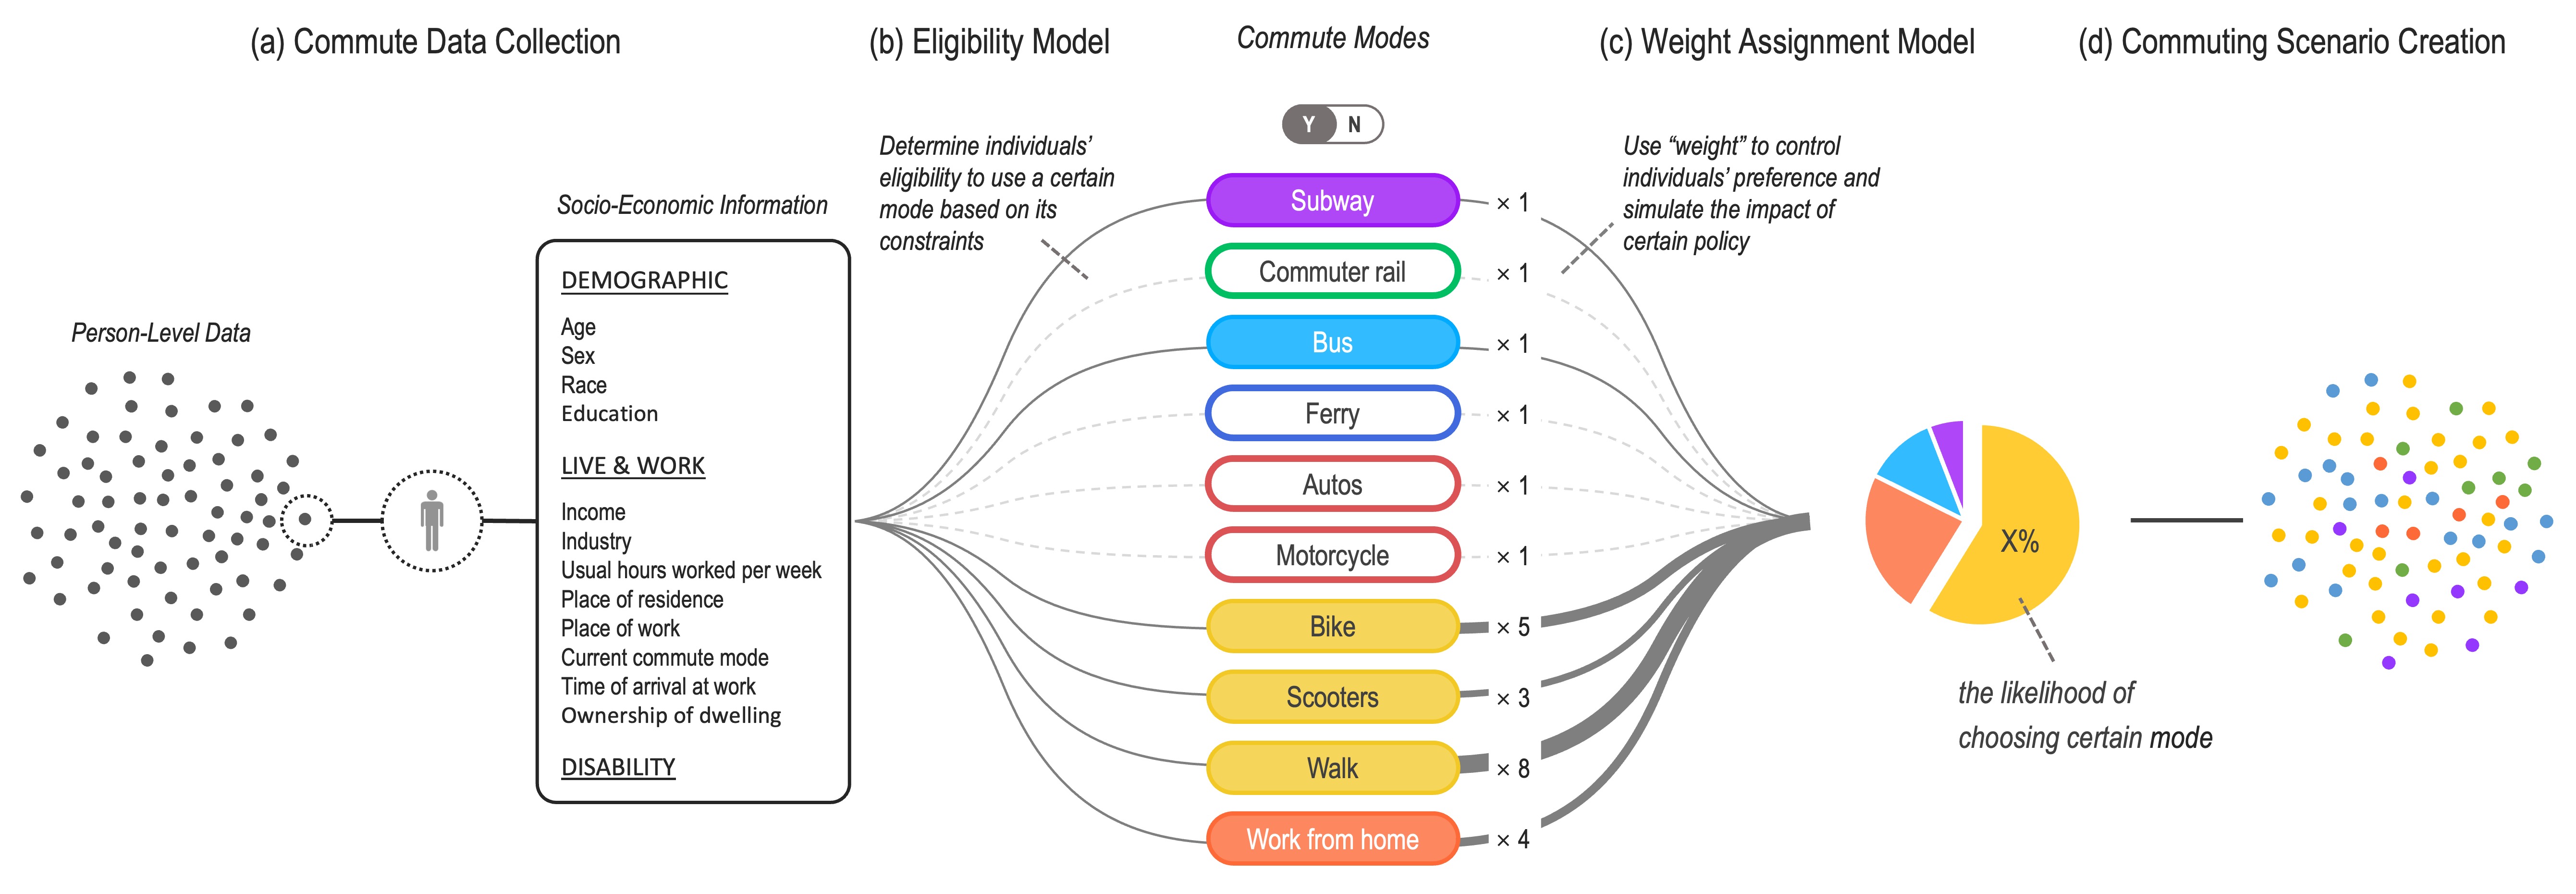 (a) Commute Data Collection
(b) Eligibility Model
Commute Modes
(c) Weight Assignment Model
(d) Commuting Scenario Creation
Person-Level Data
Socio-Economic Information
DEMOGRAPHIC
Age
Sex
Race
Education
LIVE & WORK
Income
Industry
Usual hours worked per week
Place of residence
Place of work
Current commute mode
Time of arrival at work
Ownership of dwelling
DISABILITY
Determine individuals’
eligibility to use a certain
mode based on its
constraints
Y N
Subway × 1
Commuter rail × 1
Bus × 1
Ferry × 1
Autos × 1
Motorcycle × 1
Bike × 5
Scooters × 3
Walk × 8
Work from home × 4
Use “weight” to control
individuals’ preference and
simulate the impact of
certain policy
X%
the likelihood of
choosing certain mode